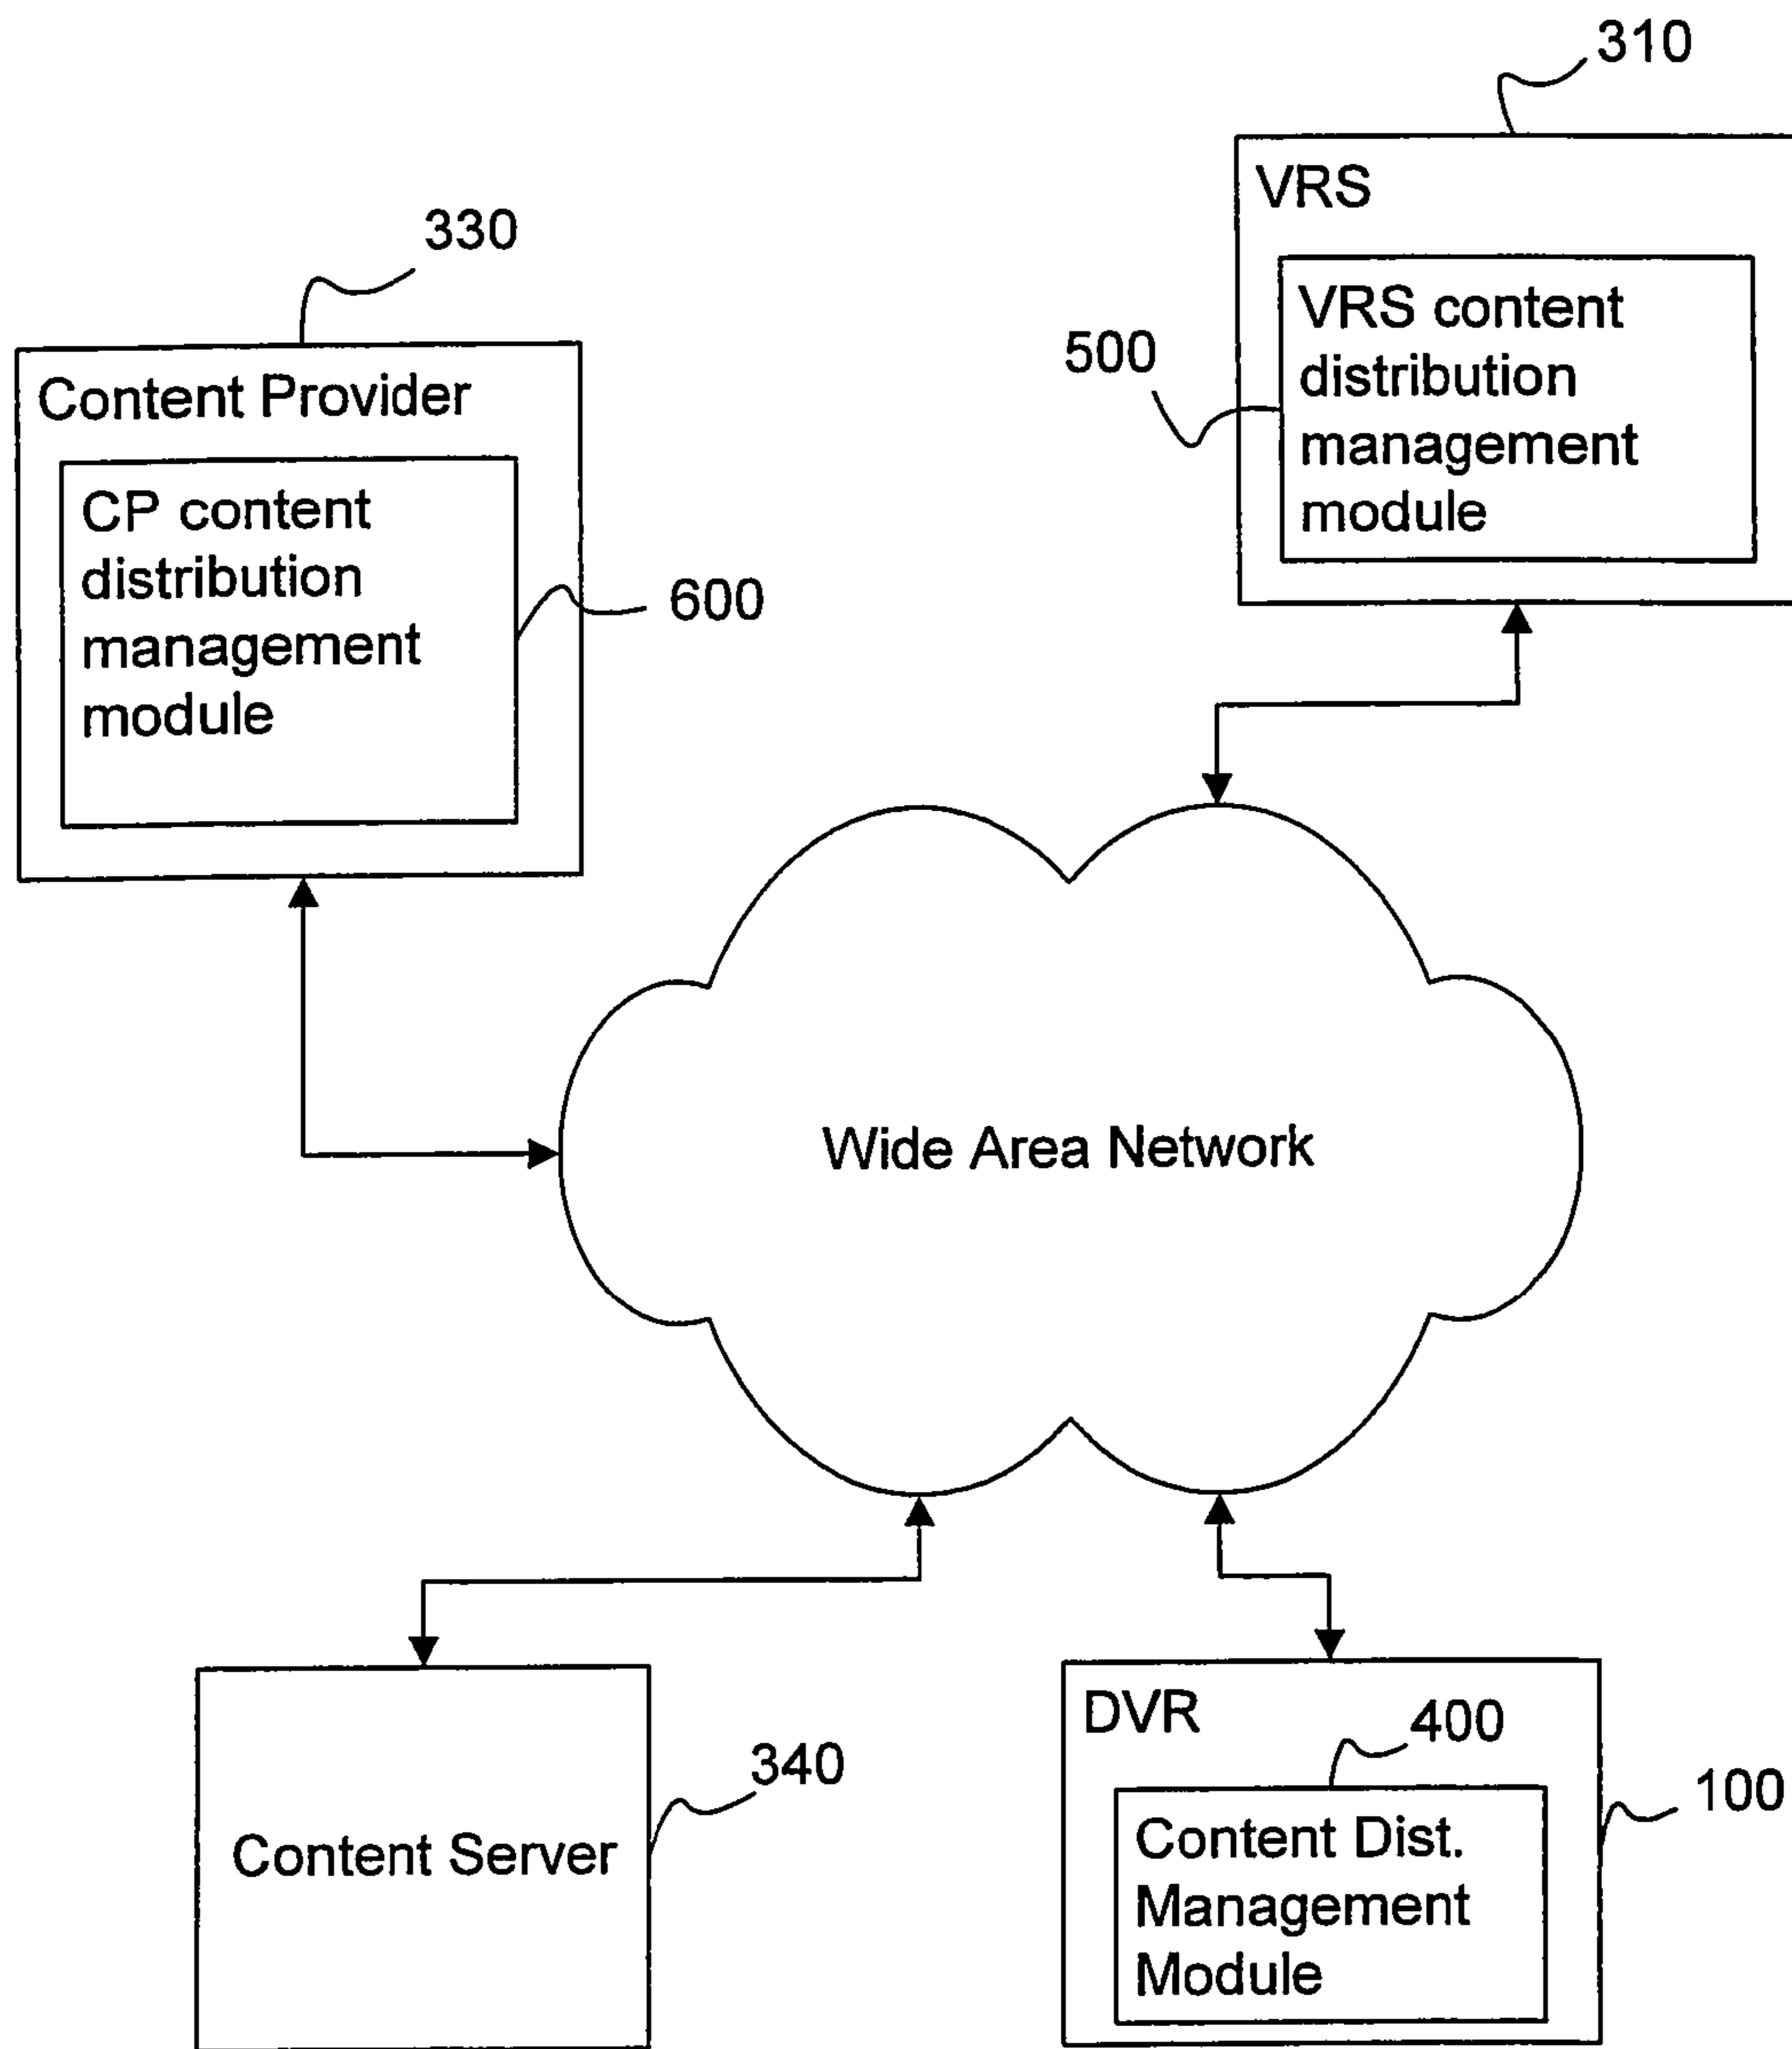 310
VRS
VRS content
distribution
management
module
500
330
Content Provider
CP content
distribution
management
module
600
Wide Area Network
Content Server
340
DVR
400
Content Dist.
Management
Module
100